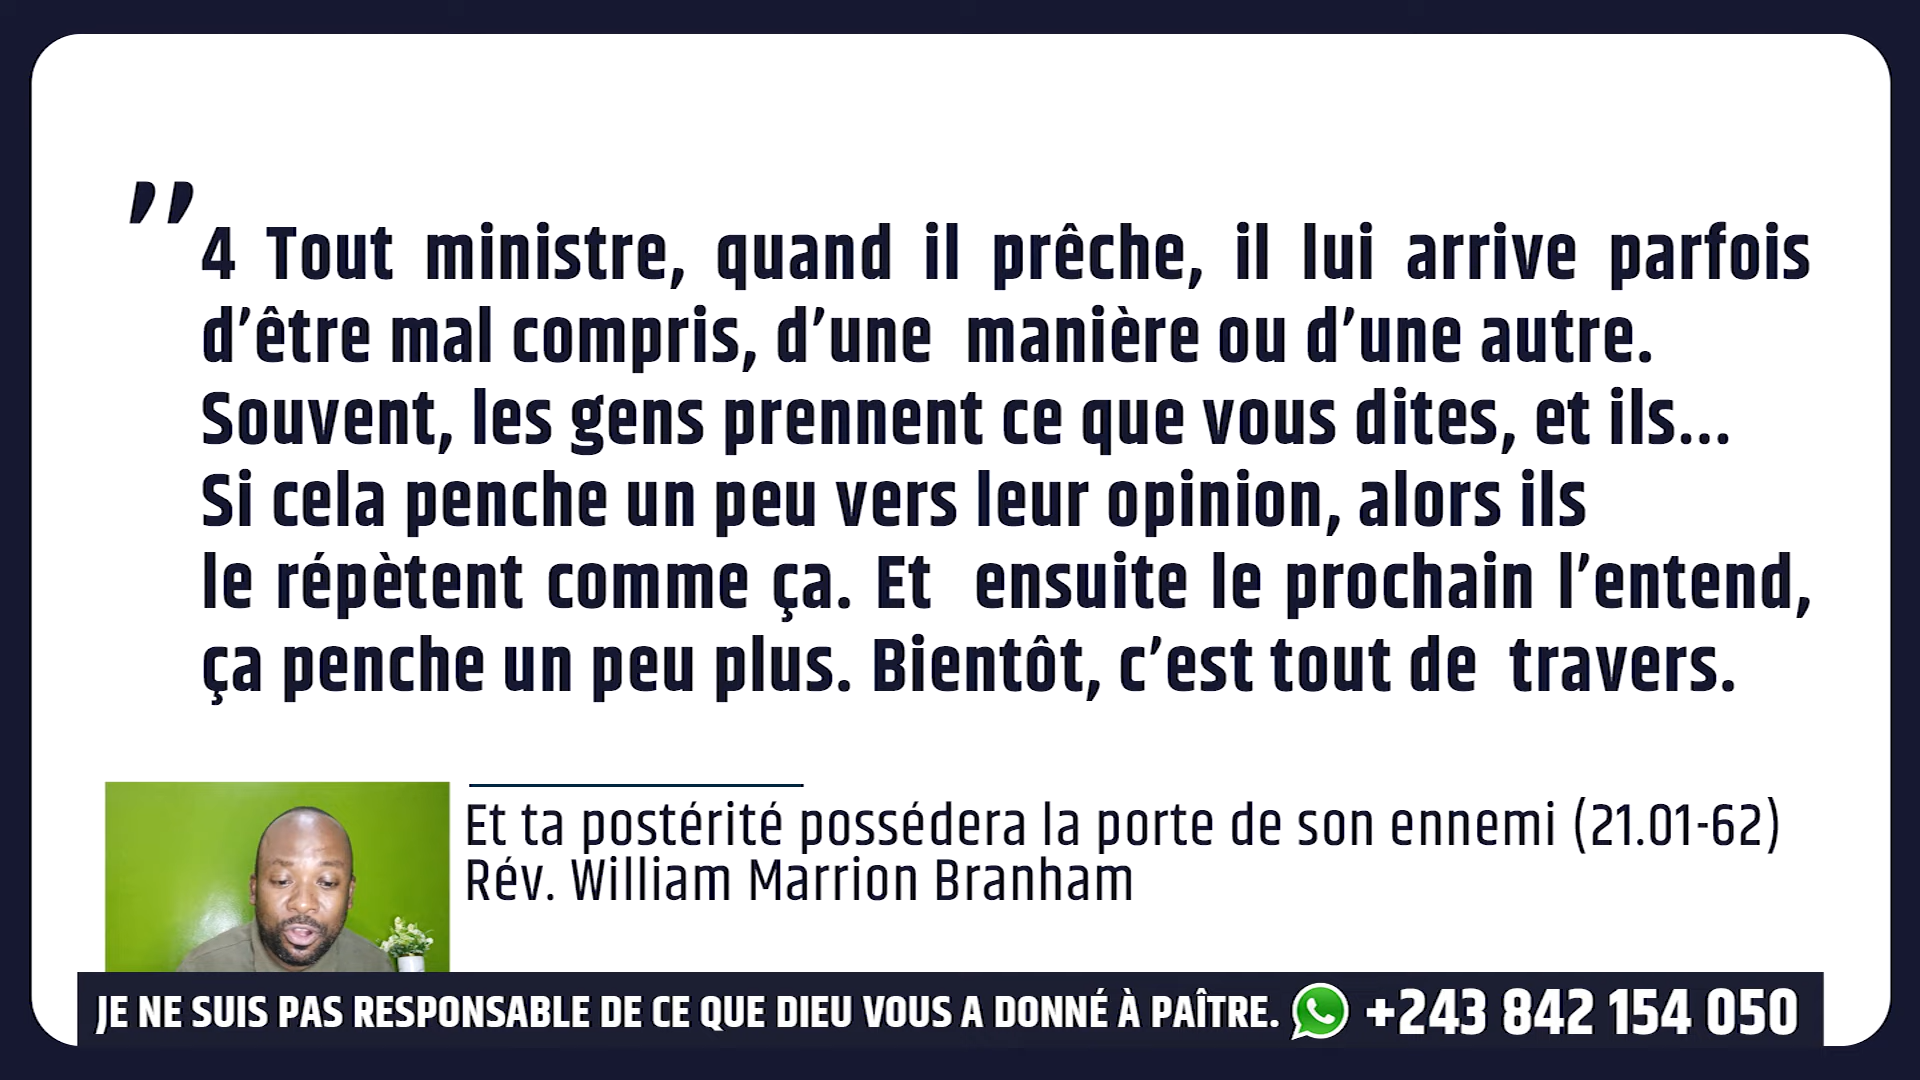 ”
4 Tout ministre, quand il prêche, il lui arrive parfois
d’être mal compris, d’une manière ou d’une autre.
Souvent, les gens prennent ce que vous dites, et ils...
Si cela penche un peu vers leur opinion, alors ils
le répètent comme ça. Et ensuite le prochain l’entend,
ça penche un peu plus. Bientôt, c’est tout de travers.
Et ta postérité possédera la porte de son ennemi (21.01-62)
Rév. William Marrion Branham
JE NE SUIS PAS RESPONSABLE DE CE QUE DIEU VOUS A DONNÉ À PAÎTRE. +243 842 154 050